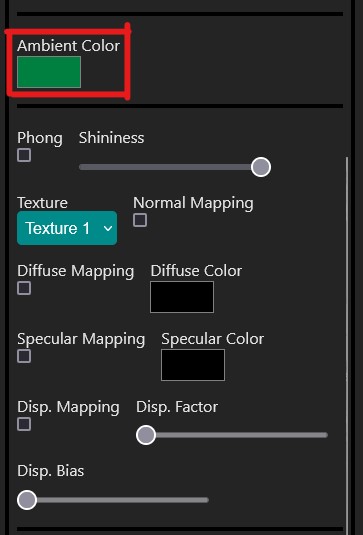 Ambient Color
Phong Shininess
Texture Normal Mapping
Texture 1
Diffuse Mapping Diffuse Color
Specular Mapping Specular Color
Disp. Mapping Disp. Factor
Disp. Bias